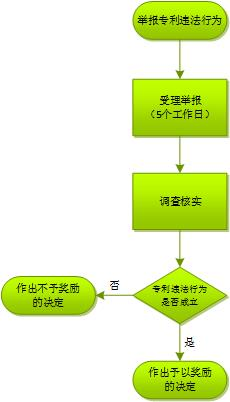 举报专利违法行为
受理举报
（5个工作日）
调查核实
专利违法行为
是否成立
否
作出不予奖励
的决定
是
作出予以奖励
的决定